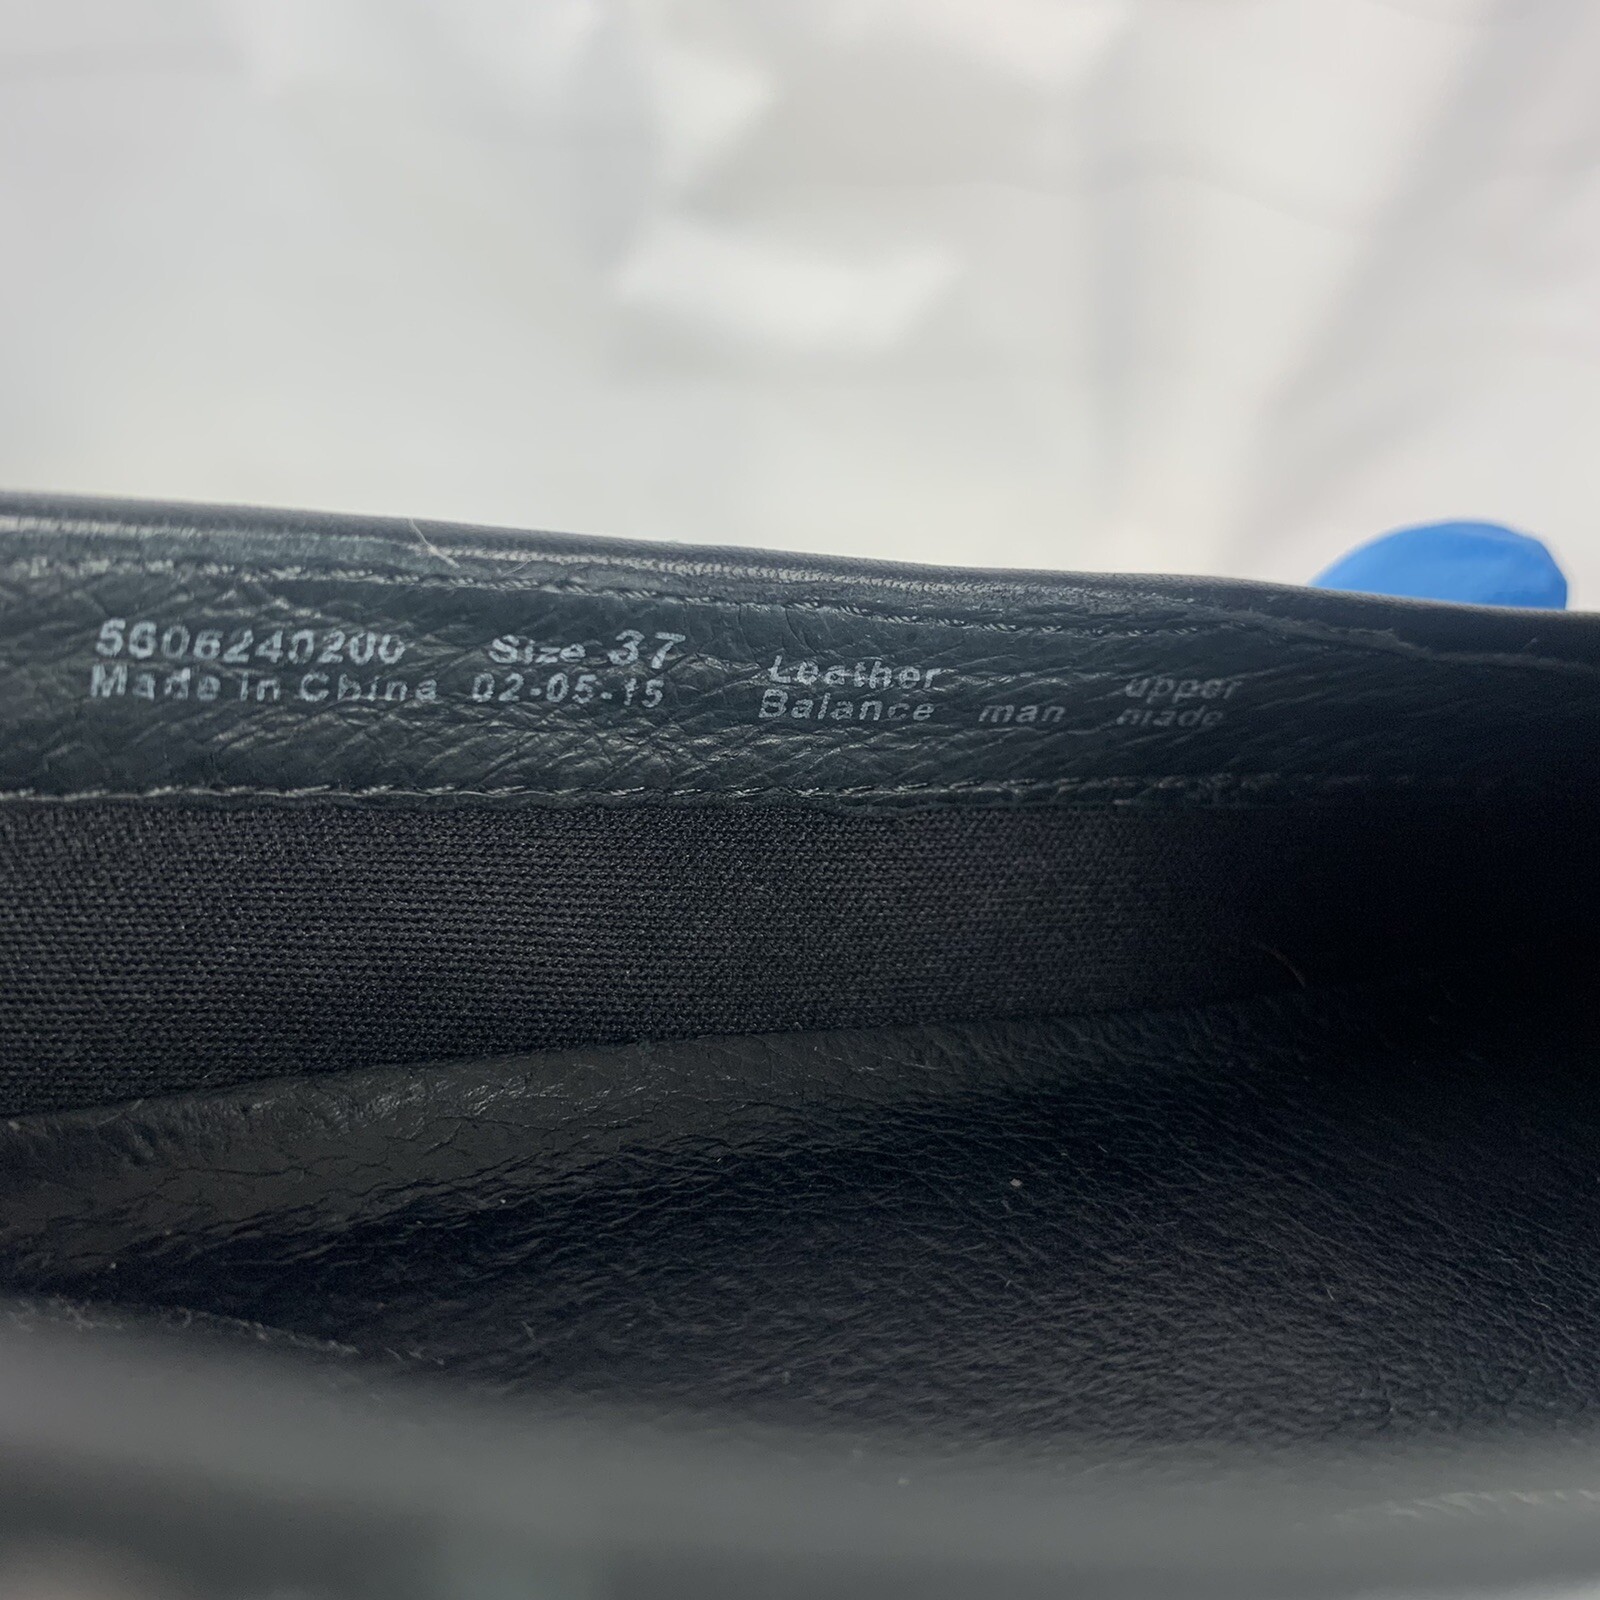 5606240200 Size 37
Made In China 02-05-15
Leather upper
Balance man made